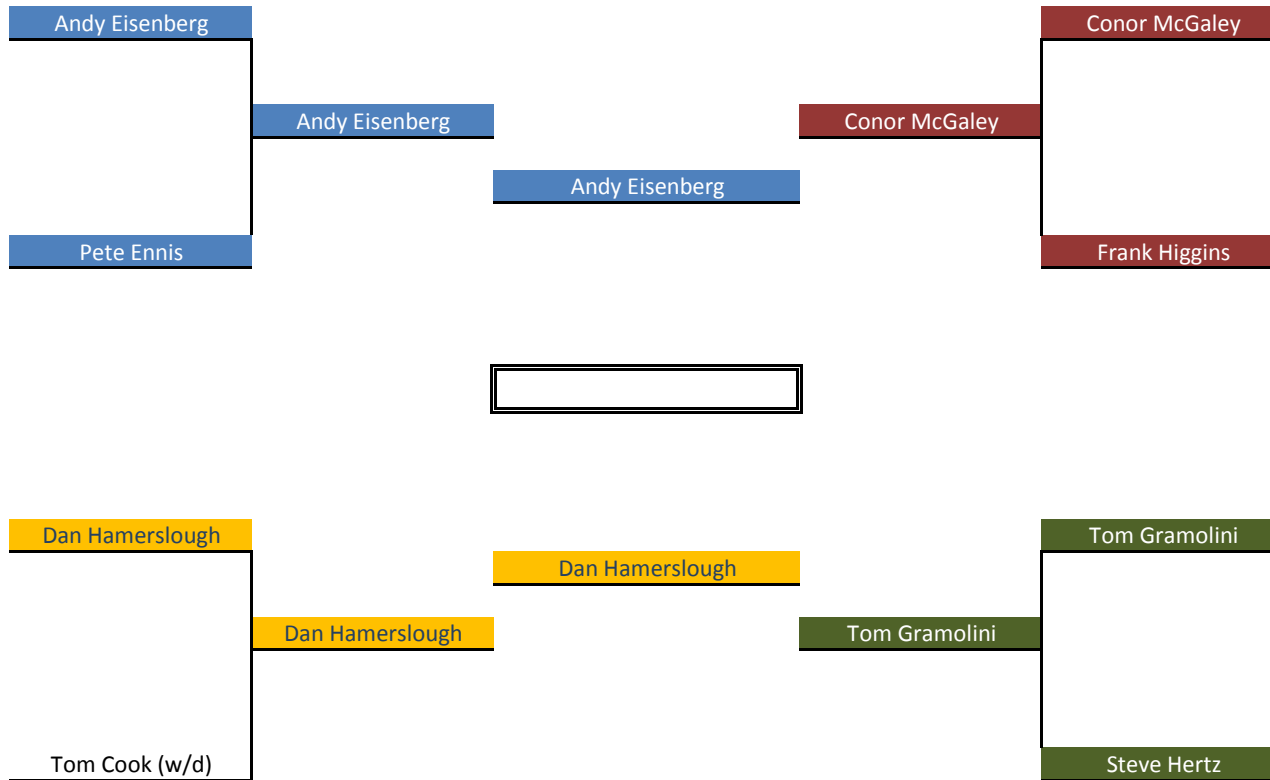 Andy Eisenberg
Conor McGaley
Andy Eisenberg
Conor McGaley
Andy Eisenberg
Pete Ennis
Frank Higgins
Dan Hamerslough
Tom Gramolini
Dan Hamerslough
Dan Hamerslough
Tom Gramolini
Tom Cook (w/d)
Steve Hertz